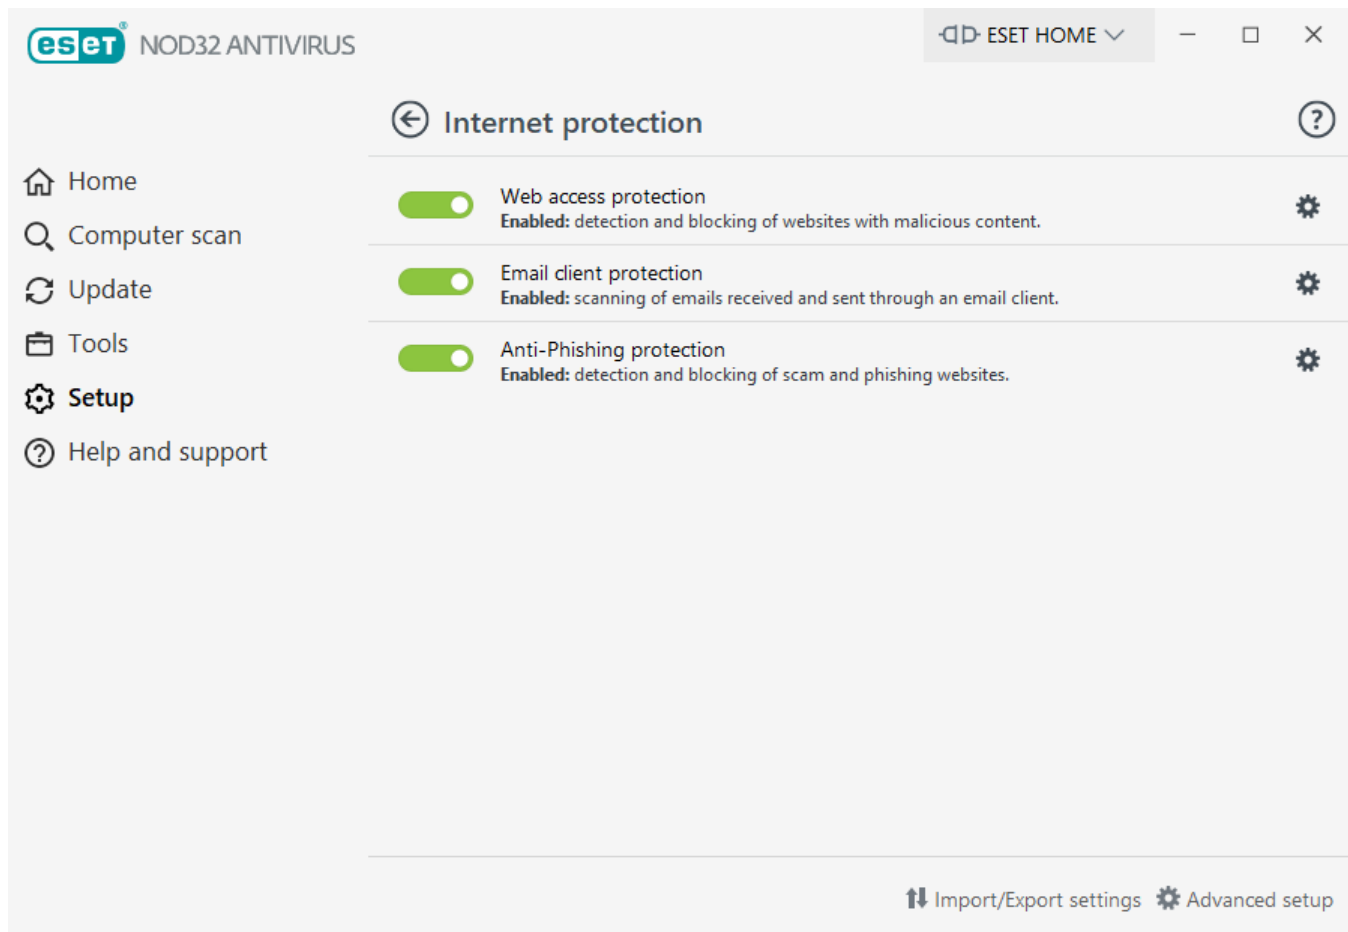 eset® NOD32 ANTIVIRUS
ESET HOME
Internet protection
Home
Computer scan
Update
Tools
Setup
Help and support
Web access protection
Enabled: detection and blocking of websites with malicious content.
Email client protection
Enabled: scanning of emails received and sent through an email client.
Anti-Phishing protection
Enabled: detection and blocking of scam and phishing websites.
Import/Export settings Advanced setup